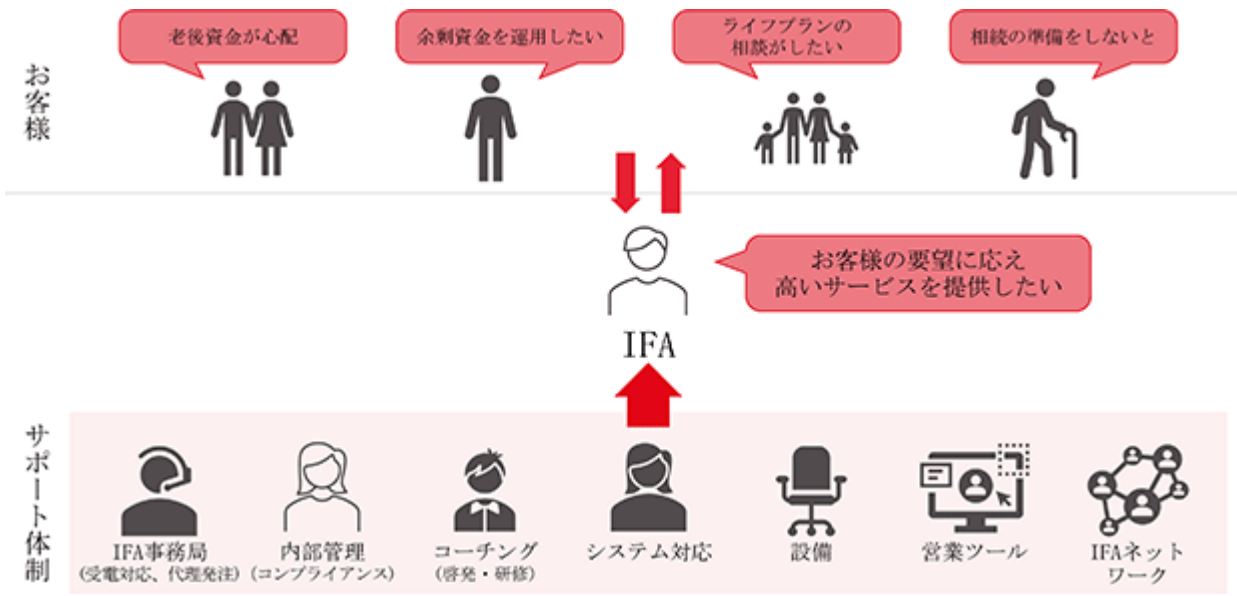 老後資金が心配
余剰資金を運用したい
ライフプランの
相談がしたい
相続の準備をしないと
お客様
お客様の要望に応え
高いサービスを提供したい
IFA
サポート体制
IFA事務局
(受電対応、代理発注)
内部管理
(コンプライアンス)
コーチング
(啓発・研修)
システム対応
設備
営業ツール
IFAネット
ワーク